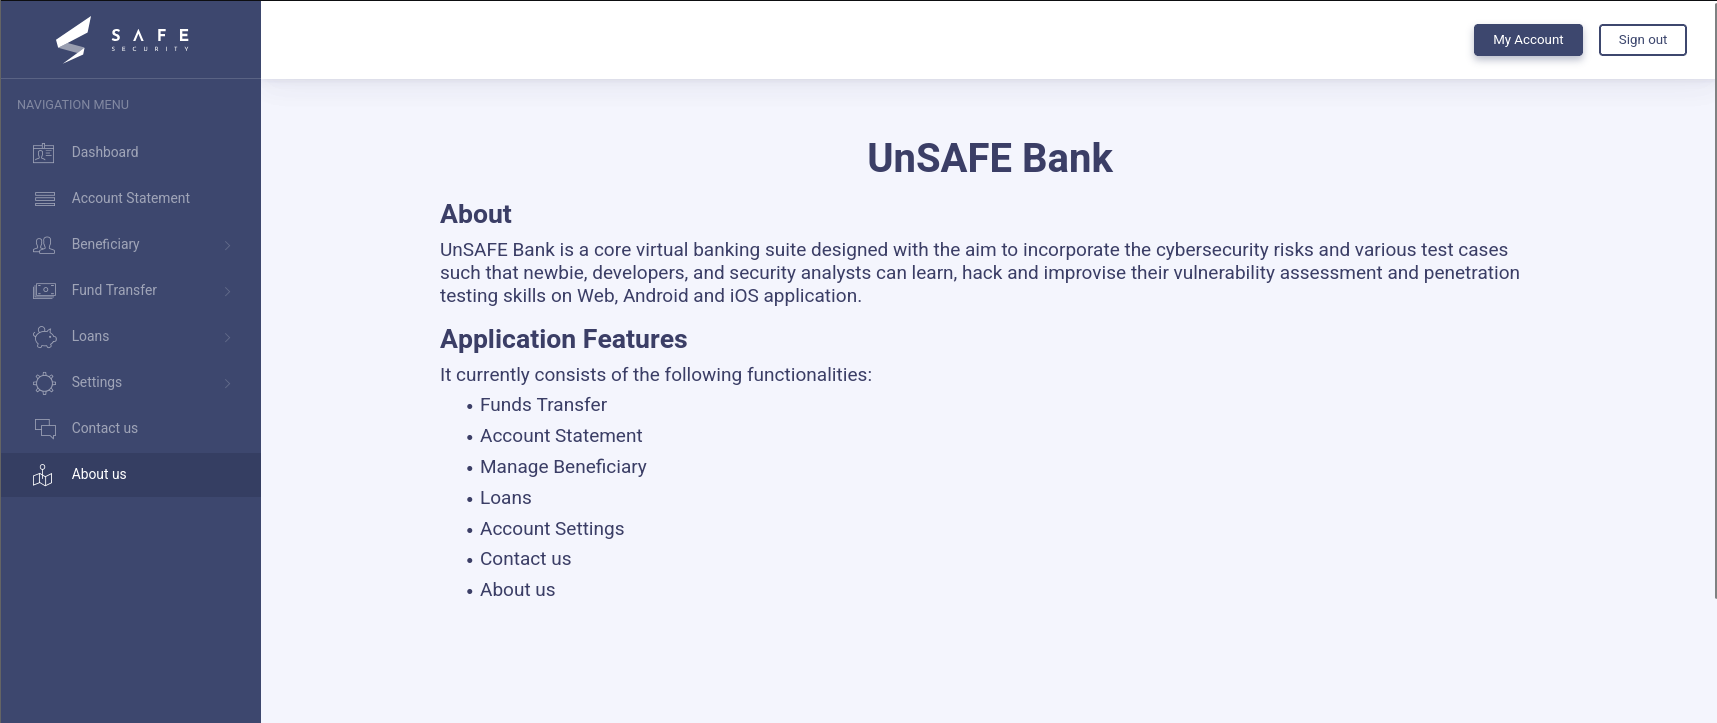 SAFE
SECURITY
My Account
Sign out
NAVIGATION MENU
Dashboard
Account Statement
Beneficiary
Fund Transfer
Loans
Settings
Contact us
About us
UnSAFE Bank
About
UnSAFE Bank is a core virtual banking suite designed with the aim to incorporate the cybersecurity risks and various test cases
such that newbie, developers, and security analysts can learn, hack and improvise their vulnerability assessment and penetration
testing skills on Web, Android and iOS application.
Application Features
It currently consists of the following functionalities:
• Funds Transfer
• Account Statement
• Manage Beneficiary
• Loans
• Account Settings
• Contact us
• About us